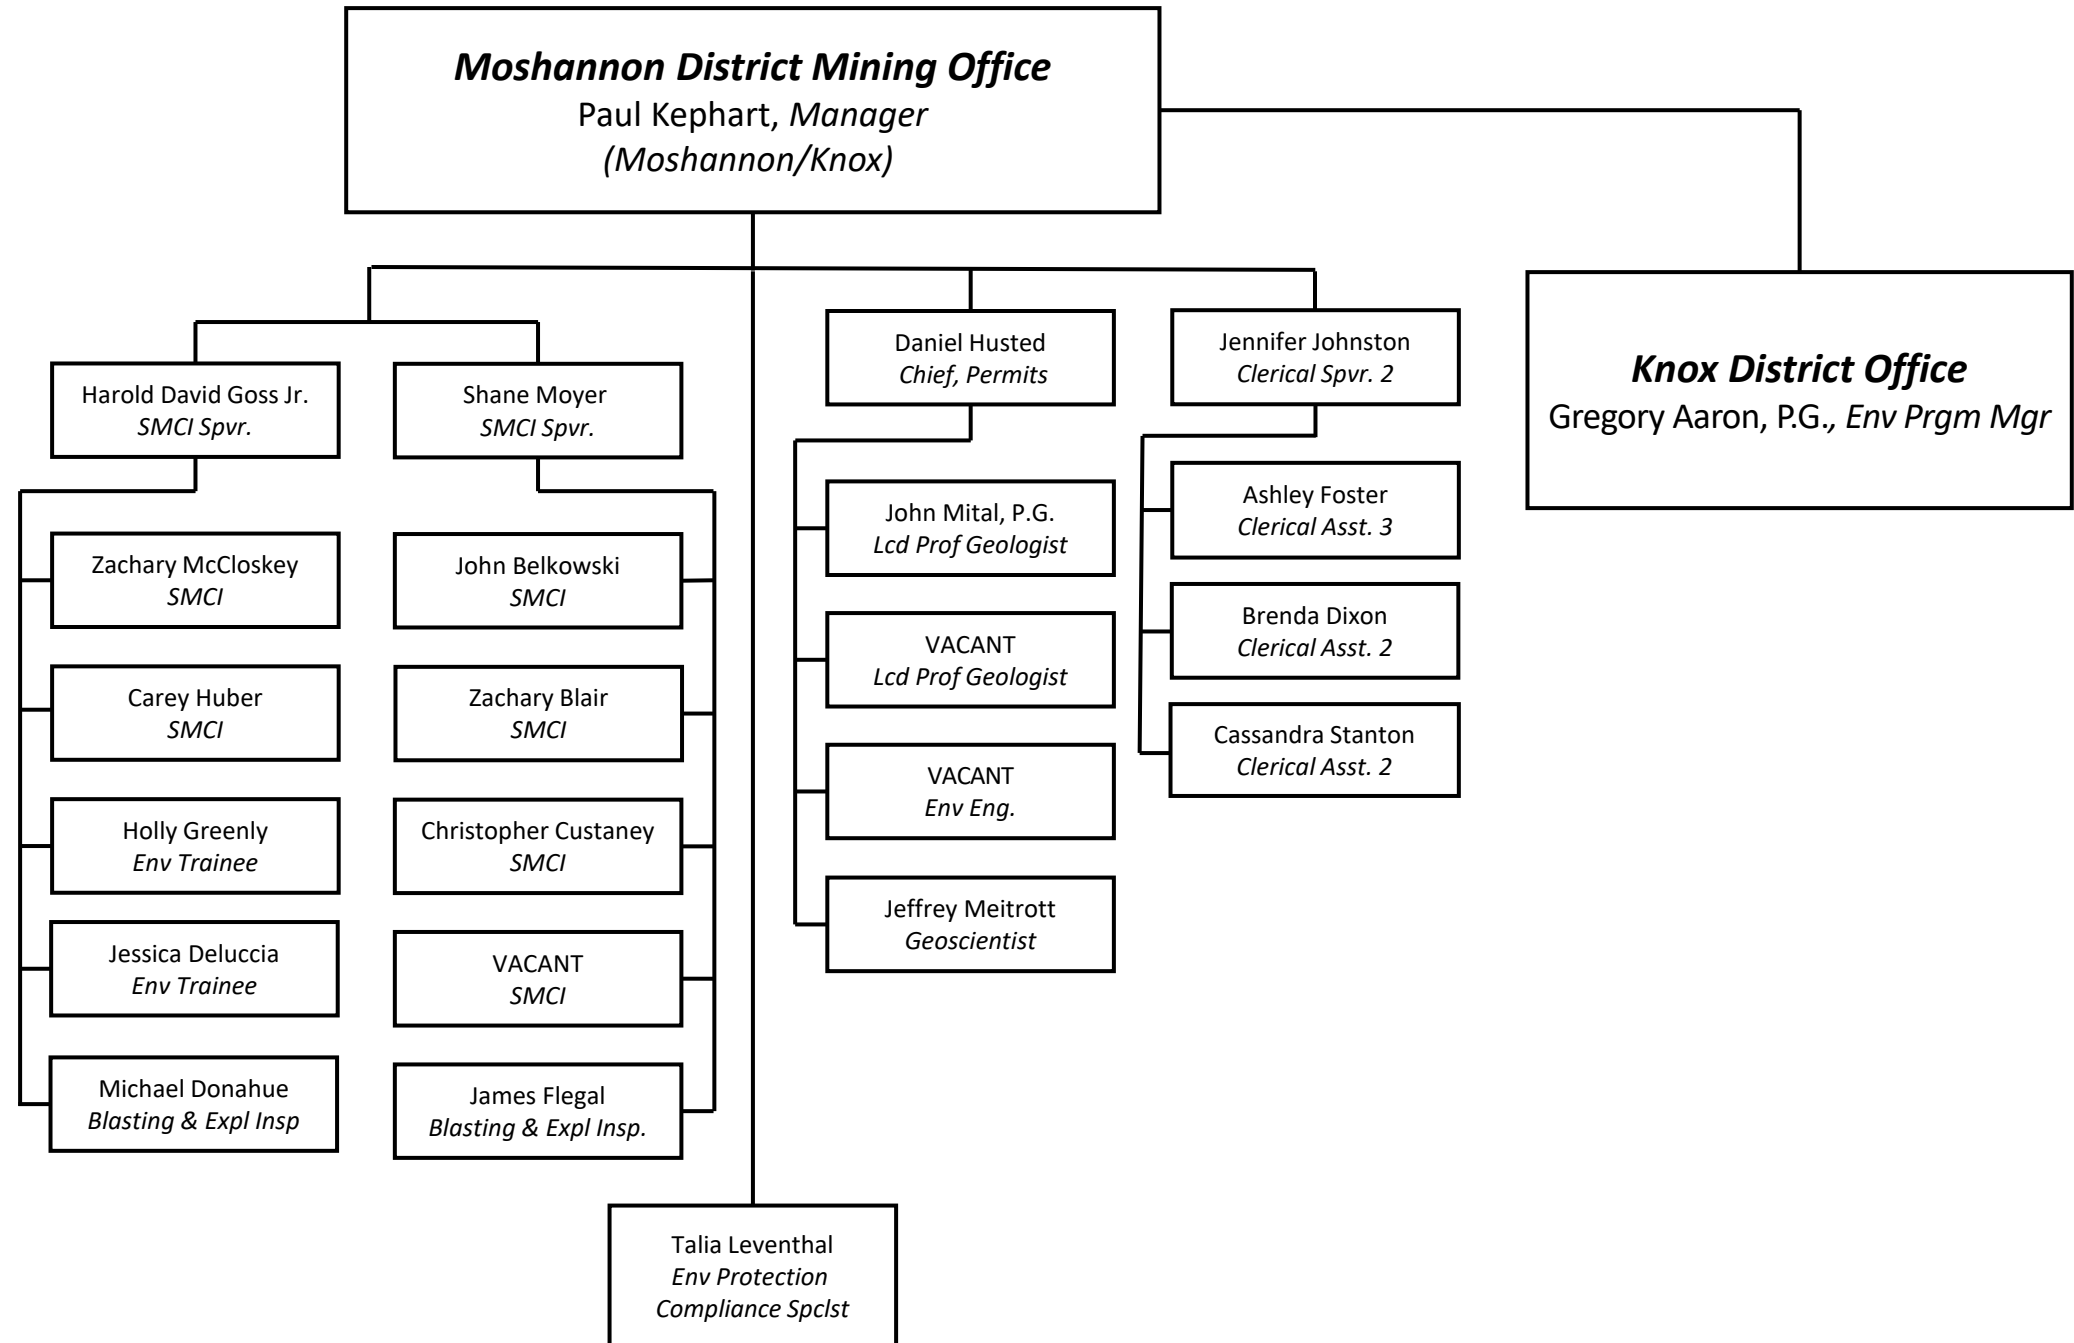 Moshannon District Mining Office
Paul Kephart, Manager
(Moshannon/Knox)
Knox District Office
Gregory Aaron, P.G., Env Prgm Mgr
Harold David Goss Jr.
SMCI Spvr.
Zachary McCloskey
SMCI
Carey Huber
SMCI
Holly Greenly
Env Trainee
Jessica Deluccia
Env Trainee
Michael Donahue
Blasting & Expl Insp
Shane Moyer
SMCI Spvr.
John Belkowski
SMCI
Zachary Blair
SMCI
Christopher Custaney
SMCI
VACANT
SMCI
James Flegal
Blasting & Expl Insp.
Daniel Husted
Chief, Permits
John Mital, P.G.
Lcd Prof Geologist
VACANT
Lcd Prof Geologist
VACANT
Env Eng.
Jeffrey Meitrott
Geoscientist
Jennifer Johnston
Clerical Spvr. 2
Ashley Foster
Clerical Asst. 3
Brenda Dixon
Clerical Asst. 2
Cassandra Stanton
Clerical Asst. 2
Talia Leventhal
Env Protection
Compliance Spclst